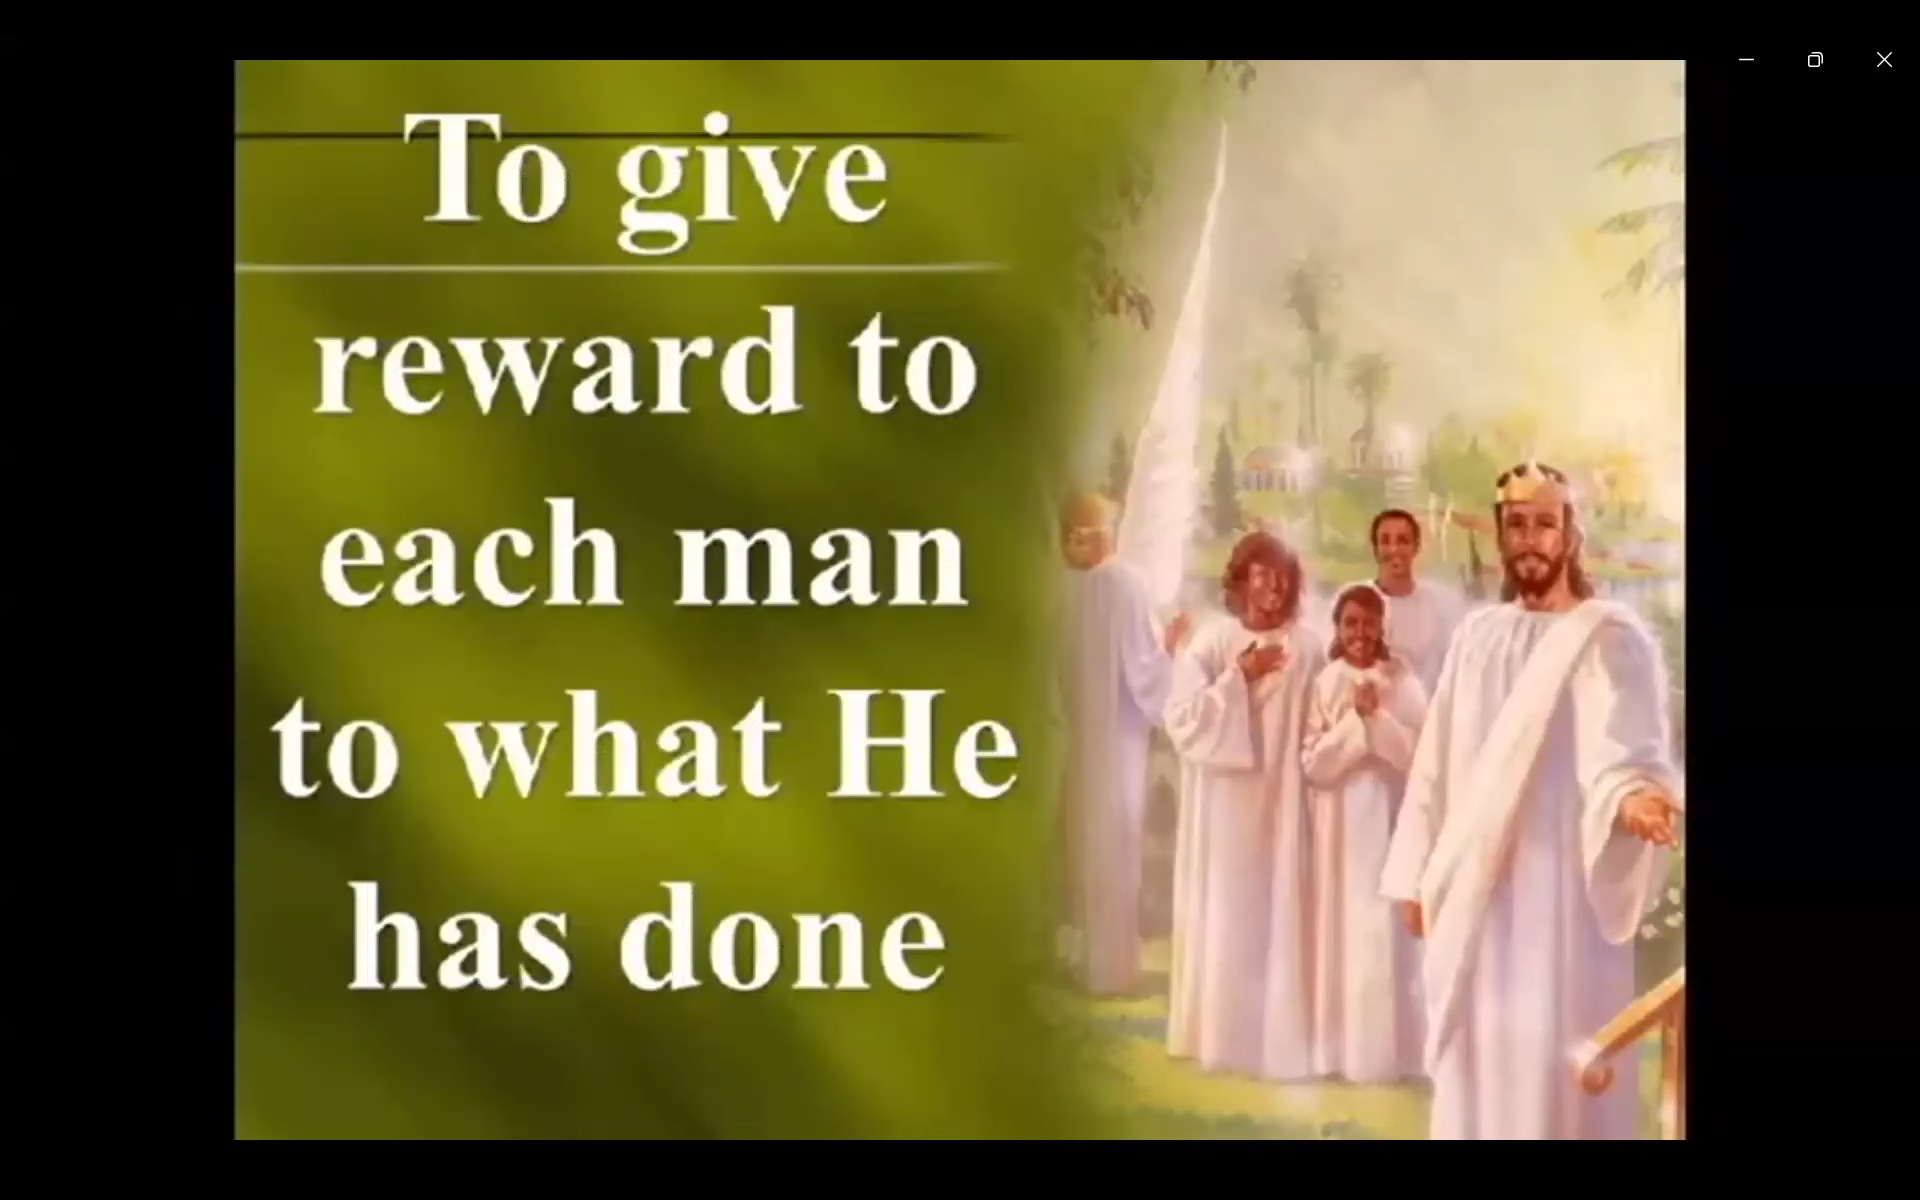 To give
reward to
each man
to what He
has done